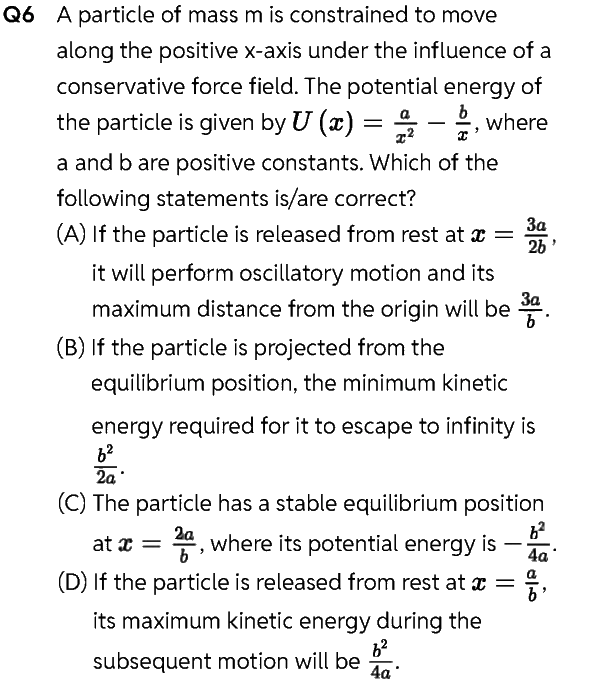 Q6 A particle of mass m is constrained to move
along the positive x-axis under the influence of a
conservative force field. The potential energy of
the particle is given by U (x) = a/x² − b/x, where
a and b are positive constants. Which of the
following statements is/are correct?
(A) If the particle is released from rest at x = 3a/2b,
it will perform oscillatory motion and its
maximum distance from the origin will be 3a/b.
(B) If the particle is projected from the
equilibrium position, the minimum kinetic
energy required for it to escape to infinity is
b²/2a.
(C) The particle has a stable equilibrium position
at x = 2a/b, where its potential energy is −b²/4a.
(D) If the particle is released from rest at x = a/b,
its maximum kinetic energy during the
subsequent motion will be b²/4a.